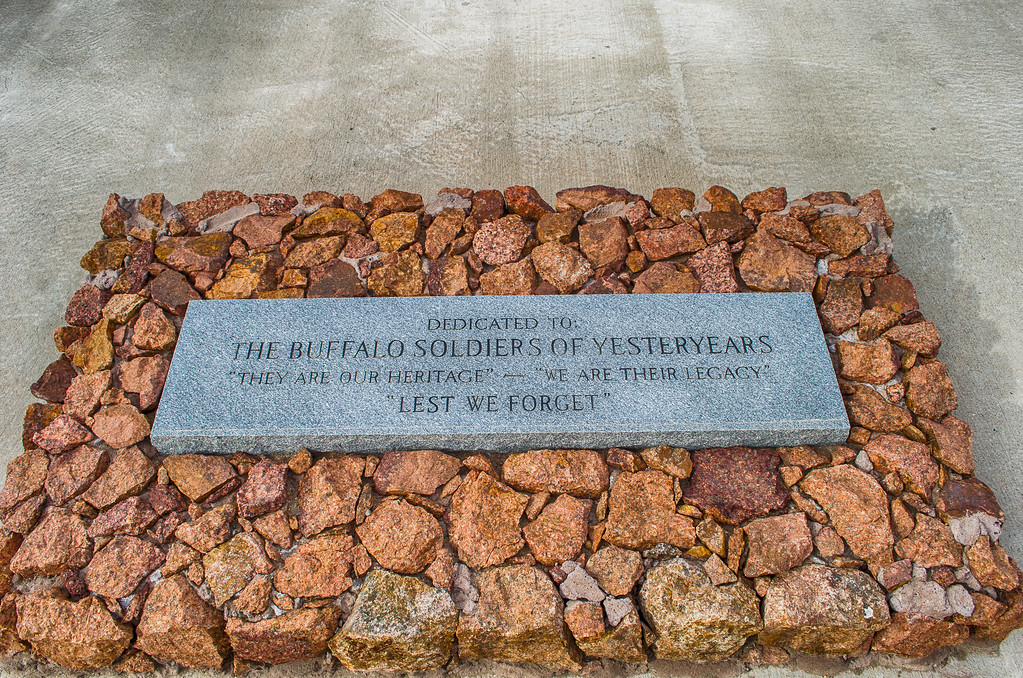 DEDICATED TO:
THE BUFFALO SOLDIERS OF YESTERYEARS
"THEY ARE OUR HERITAGE" — "WE ARE THEIR LEGACY"
"LEST WE FORGET"